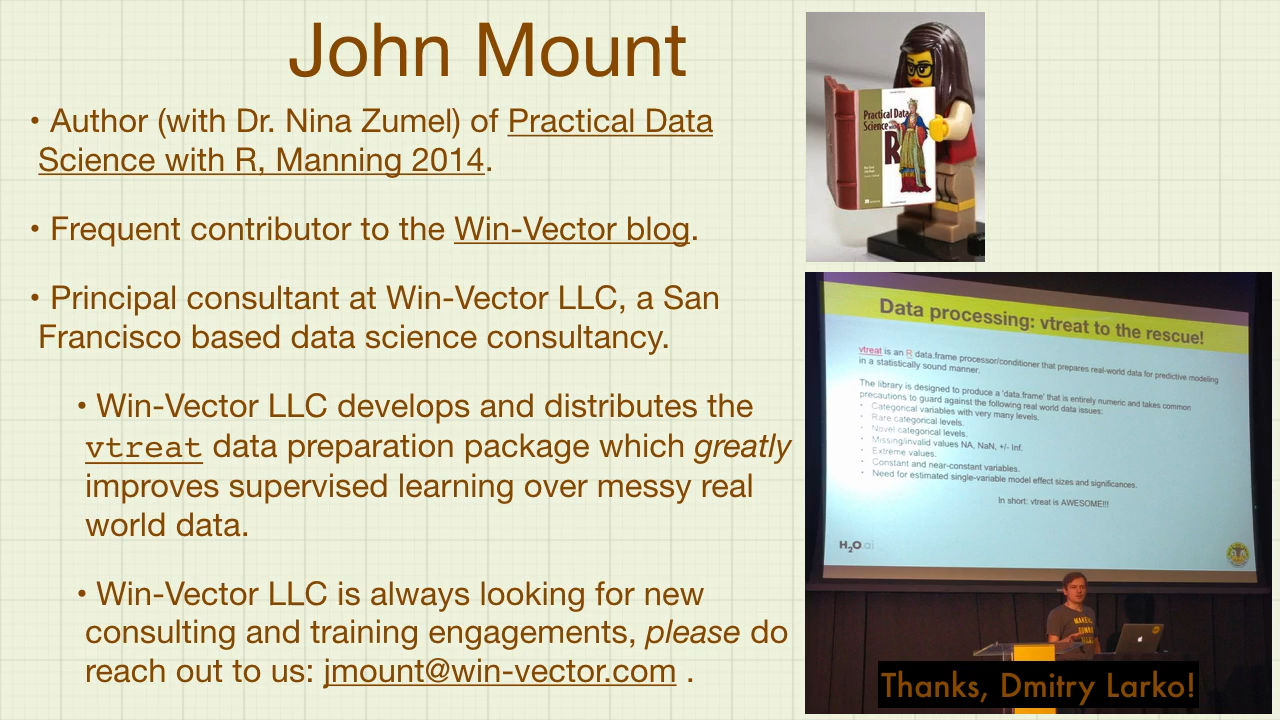 John Mount
• Author (with Dr. Nina Zumel) of Practical Data
Science with R, Manning 2014.
• Frequent contributor to the Win-Vector blog.
• Principal consultant at Win-Vector LLC, a San
Francisco based data science consultancy.
• Win-Vector LLC develops and distributes the
vtreat data preparation package which greatly
improves supervised learning over messy real
world data.
• Win-Vector LLC is always looking for new
consulting and training engagements, please do
reach out to us: jmount@win-vector.com .
Practical Data
Science with
R
Data processing: vtreat to the rescue!
vtreat is an R data.frame processor/conditioner that prepares real-world data for predictive modeling
in a statistically sound manner.
The library is designed to produce a 'data.frame' that is entirely numeric and takes common
precautions to guard against the following real world data issues:
• Categorical variables with very many levels.
• Rare categorical levels.
• Novel categorical levels.
• Missing/invalid values NA, NaN, +/- Inf.
• Extreme values.
• Constant and near-constant variables.
• Need for estimated single-variable model effect sizes and significances.
In short: vtreat is AWESOME!!!
H2O.ai
Thanks, Dmitry Larko!